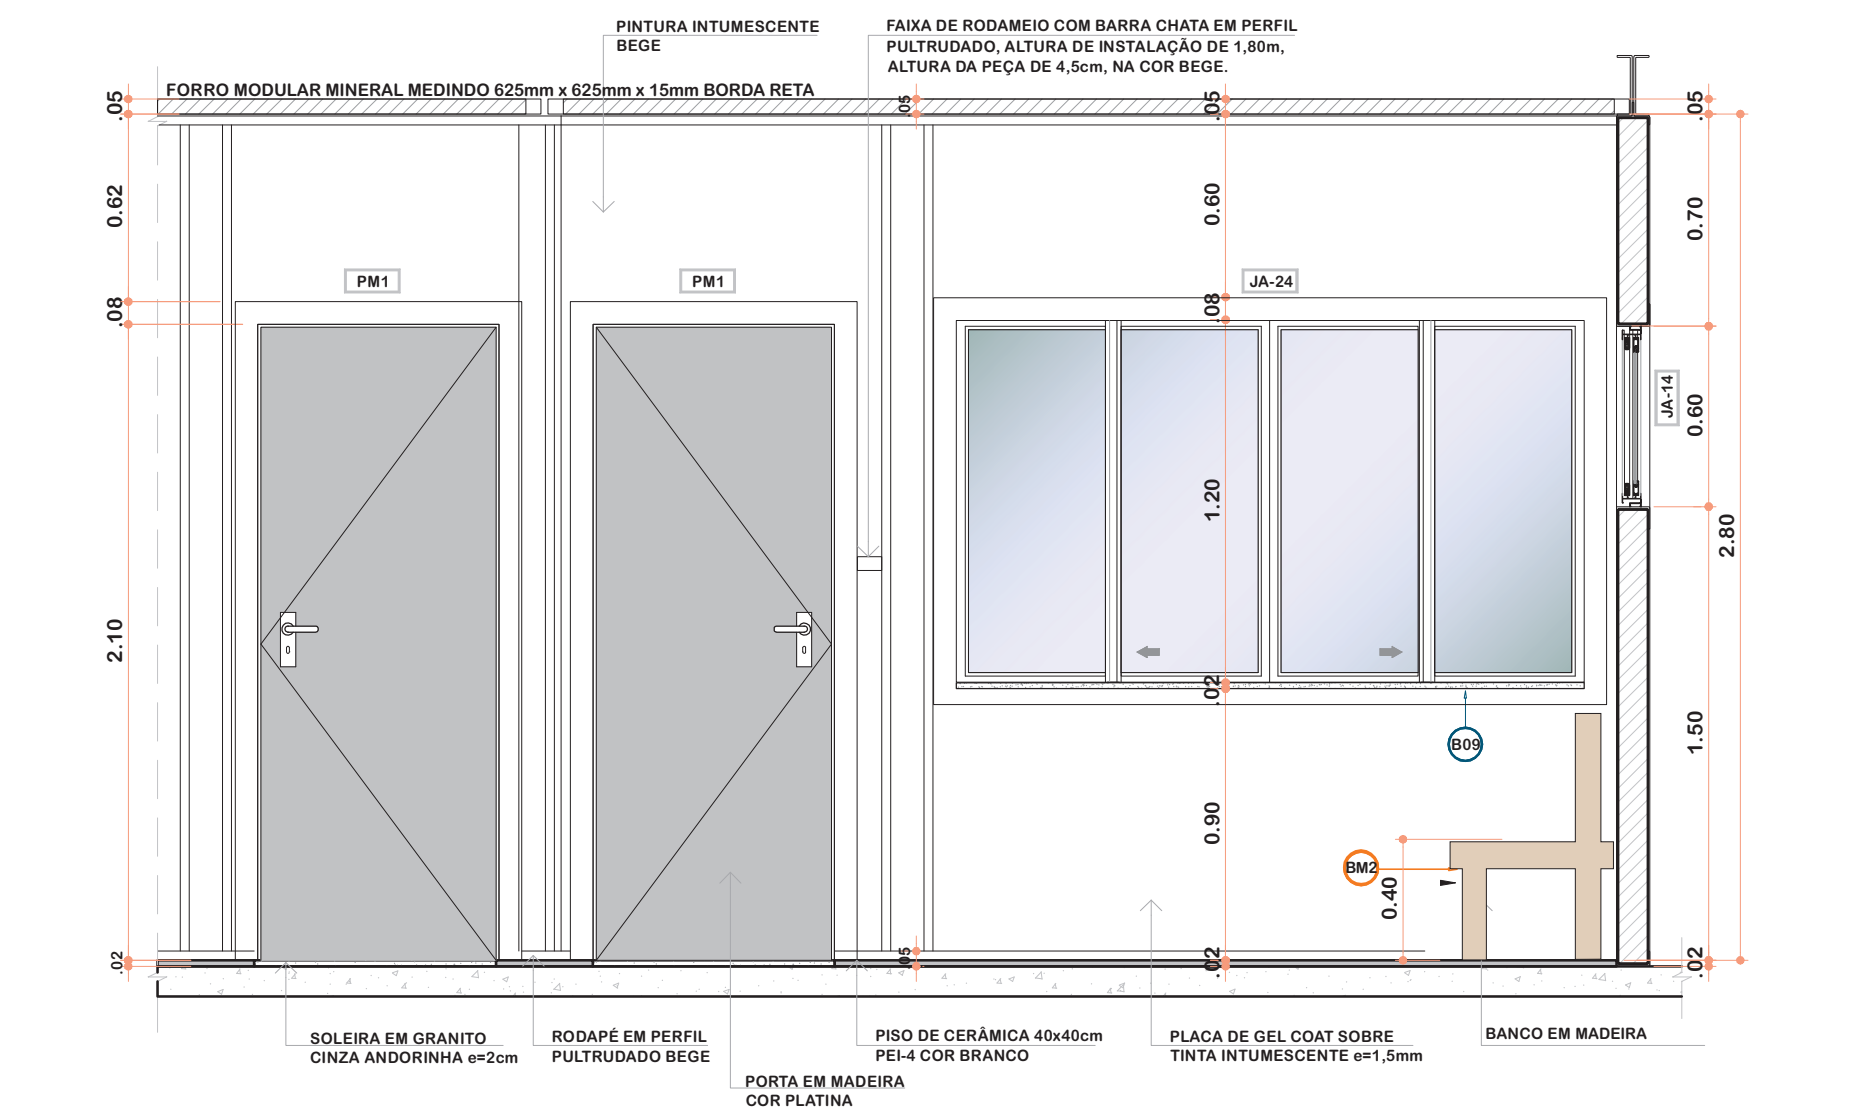 PINTURA INTUMESCENTE
BEGE
FAIXA DE RODAMEIO COM BARRA CHATA EM PERFIL
PULTRUDADO, ALTURA DE INSTALAÇÃO DE 1,80m,
ALTURA DA PEÇA DE 4,5cm, NA COR BEGE.
FORRO MODULAR MINERAL MEDINDO 625mm x 625mm x 15mm BORDA RETA
.05
.05
.05
.05
0.62
0.60
0.70
PM1
PM1
JA-24
.08
.08
JA-14
0.60
1.20
2.80
2.10
.02
1.50
B09
0.90
BM2
0.40
.02
.05
.02
.02
SOLEIRA EM GRANITO
CINZA ANDORINHA e=2cm
RODAPÉ EM PERFIL
PULTRUDADO BEGE
PISO DE CERÂMICA 40x40cm
PEI-4 COR BRANCO
PLACA DE GEL COAT SOBRE
TINTA INTUMESCENTE e=1,5mm
BANCO EM MADEIRA
PORTA EM MADEIRA
COR PLATINA